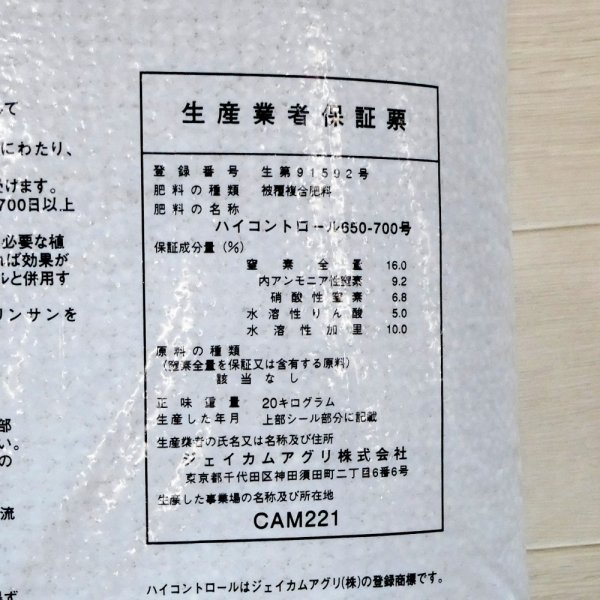 して
にわたり、
受けます。
700日以上
必要な植
れば効果が
ルと併用す
リンサンを
部
い。
の
流
生産業者保証票
登録番号 生第91592号
肥料の種類 被覆複合肥料
肥料の名称
ハイコントロール650-700号
保証成分量(%)
窒素全量 16.0
内アンモニア性窒素 9.2
硝酸性窒素 6.8
水溶性りん酸 5.0
水溶性加里 10.0
原料の種類
(窒素全量を保証又は含有する原料)
該当なし
正味重量 20キログラム
生産した年月 上部シール部分に記載
生産業者の氏名又は名称及び住所
ジェイカムアグリ株式会社
東京都千代田区神田須田町二丁目6番6号
生産した事業場の名称及び所在地
CAM221
ハイコントロールはジェイカムアグリ(株)の登録商標です。